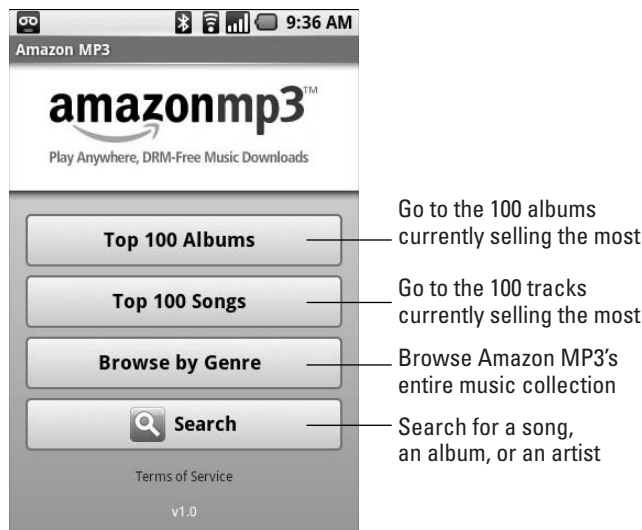 9:36 AM
Amazon MP3
amazonmp3™
Play Anywhere, DRM-Free Music Downloads
Top 100 Albums
Go to the 100 albums
currently selling the most
Top 100 Songs
Go to the 100 tracks
currently selling the most
Browse by Genre
Browse Amazon MP3's
entire music collection
Search
Search for a song,
an album, or an artist
Terms of Service
v1.0